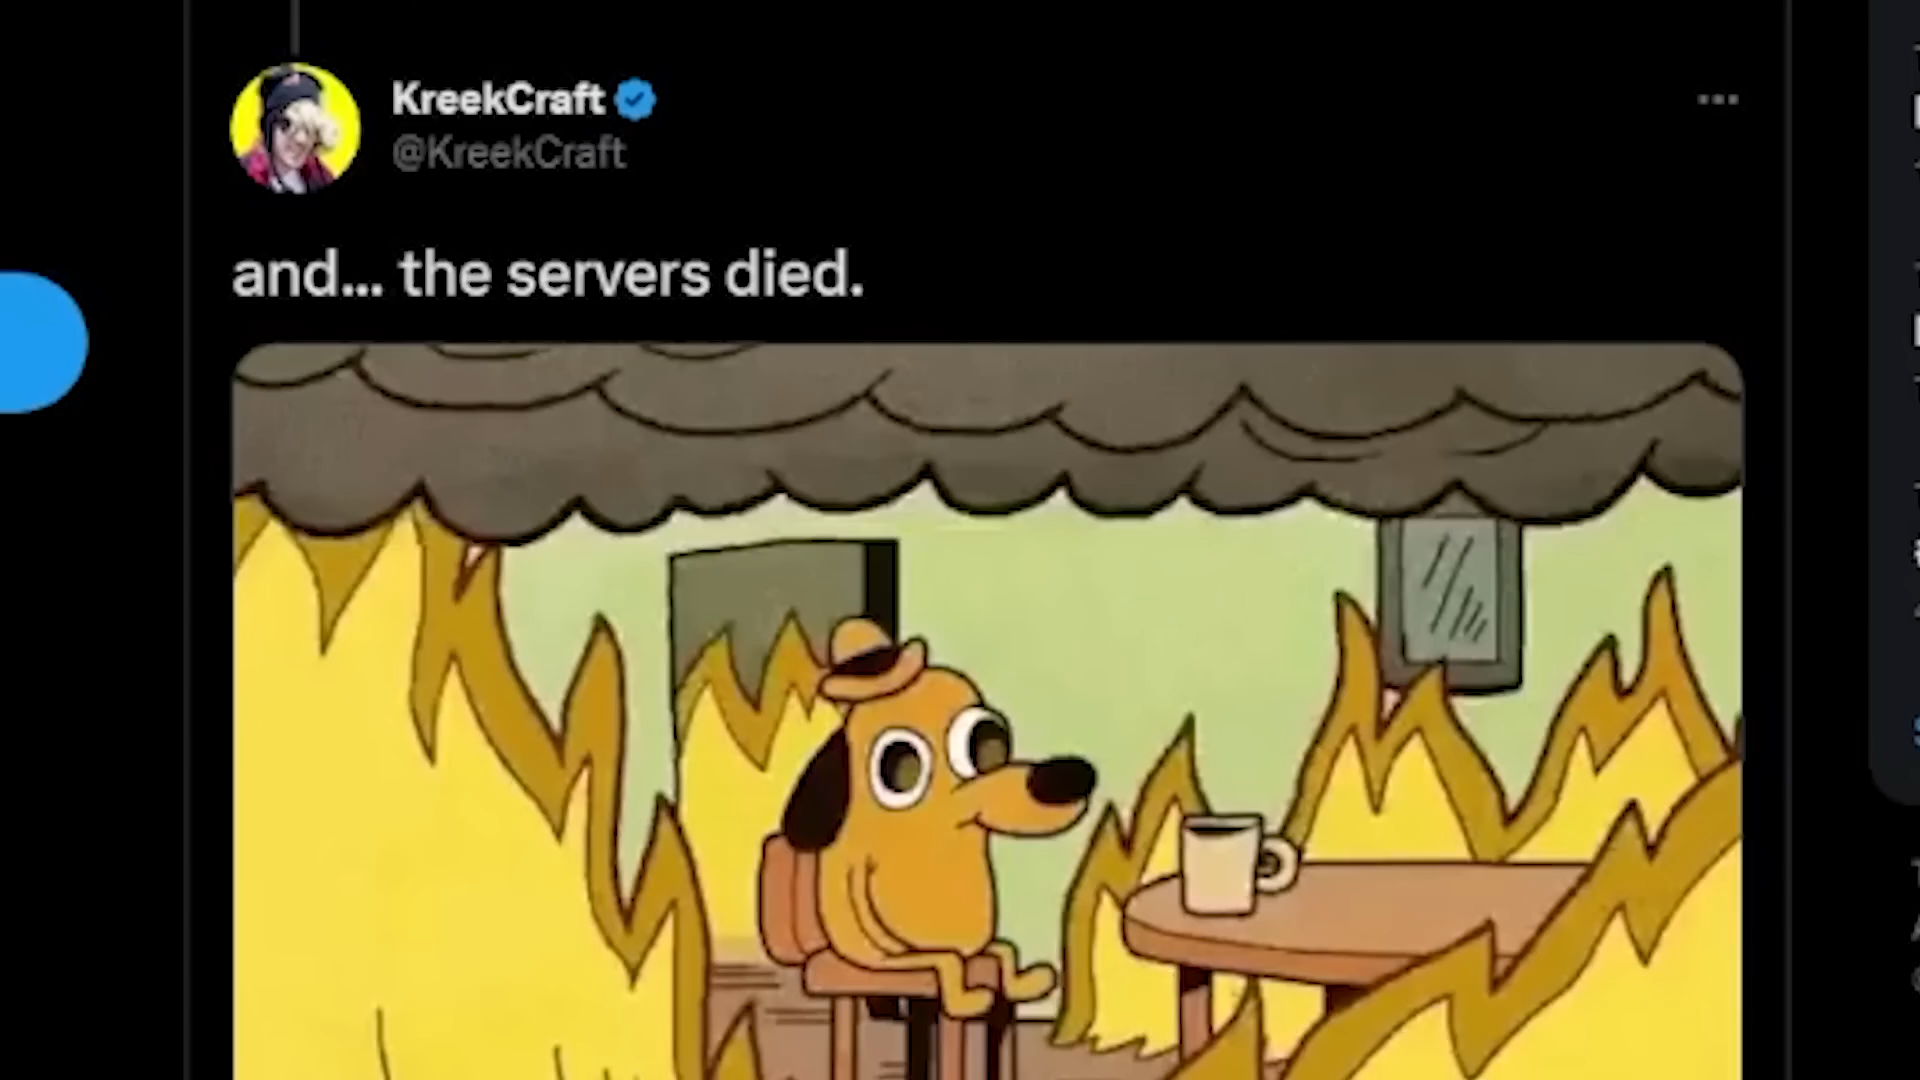 KreekCraft
@KreekCraft
and... the servers died.